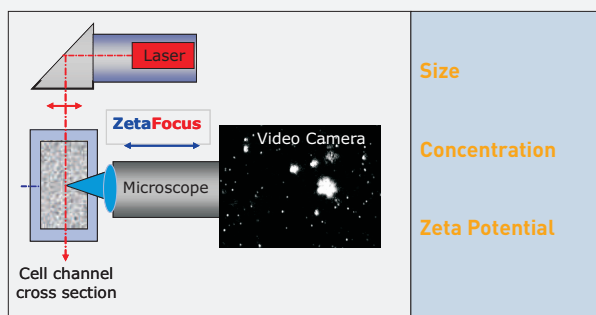 Laser
ZetaFocus
Video Camera
Microscope
Cell channel
cross section
Size
Concentration
Zeta Potential